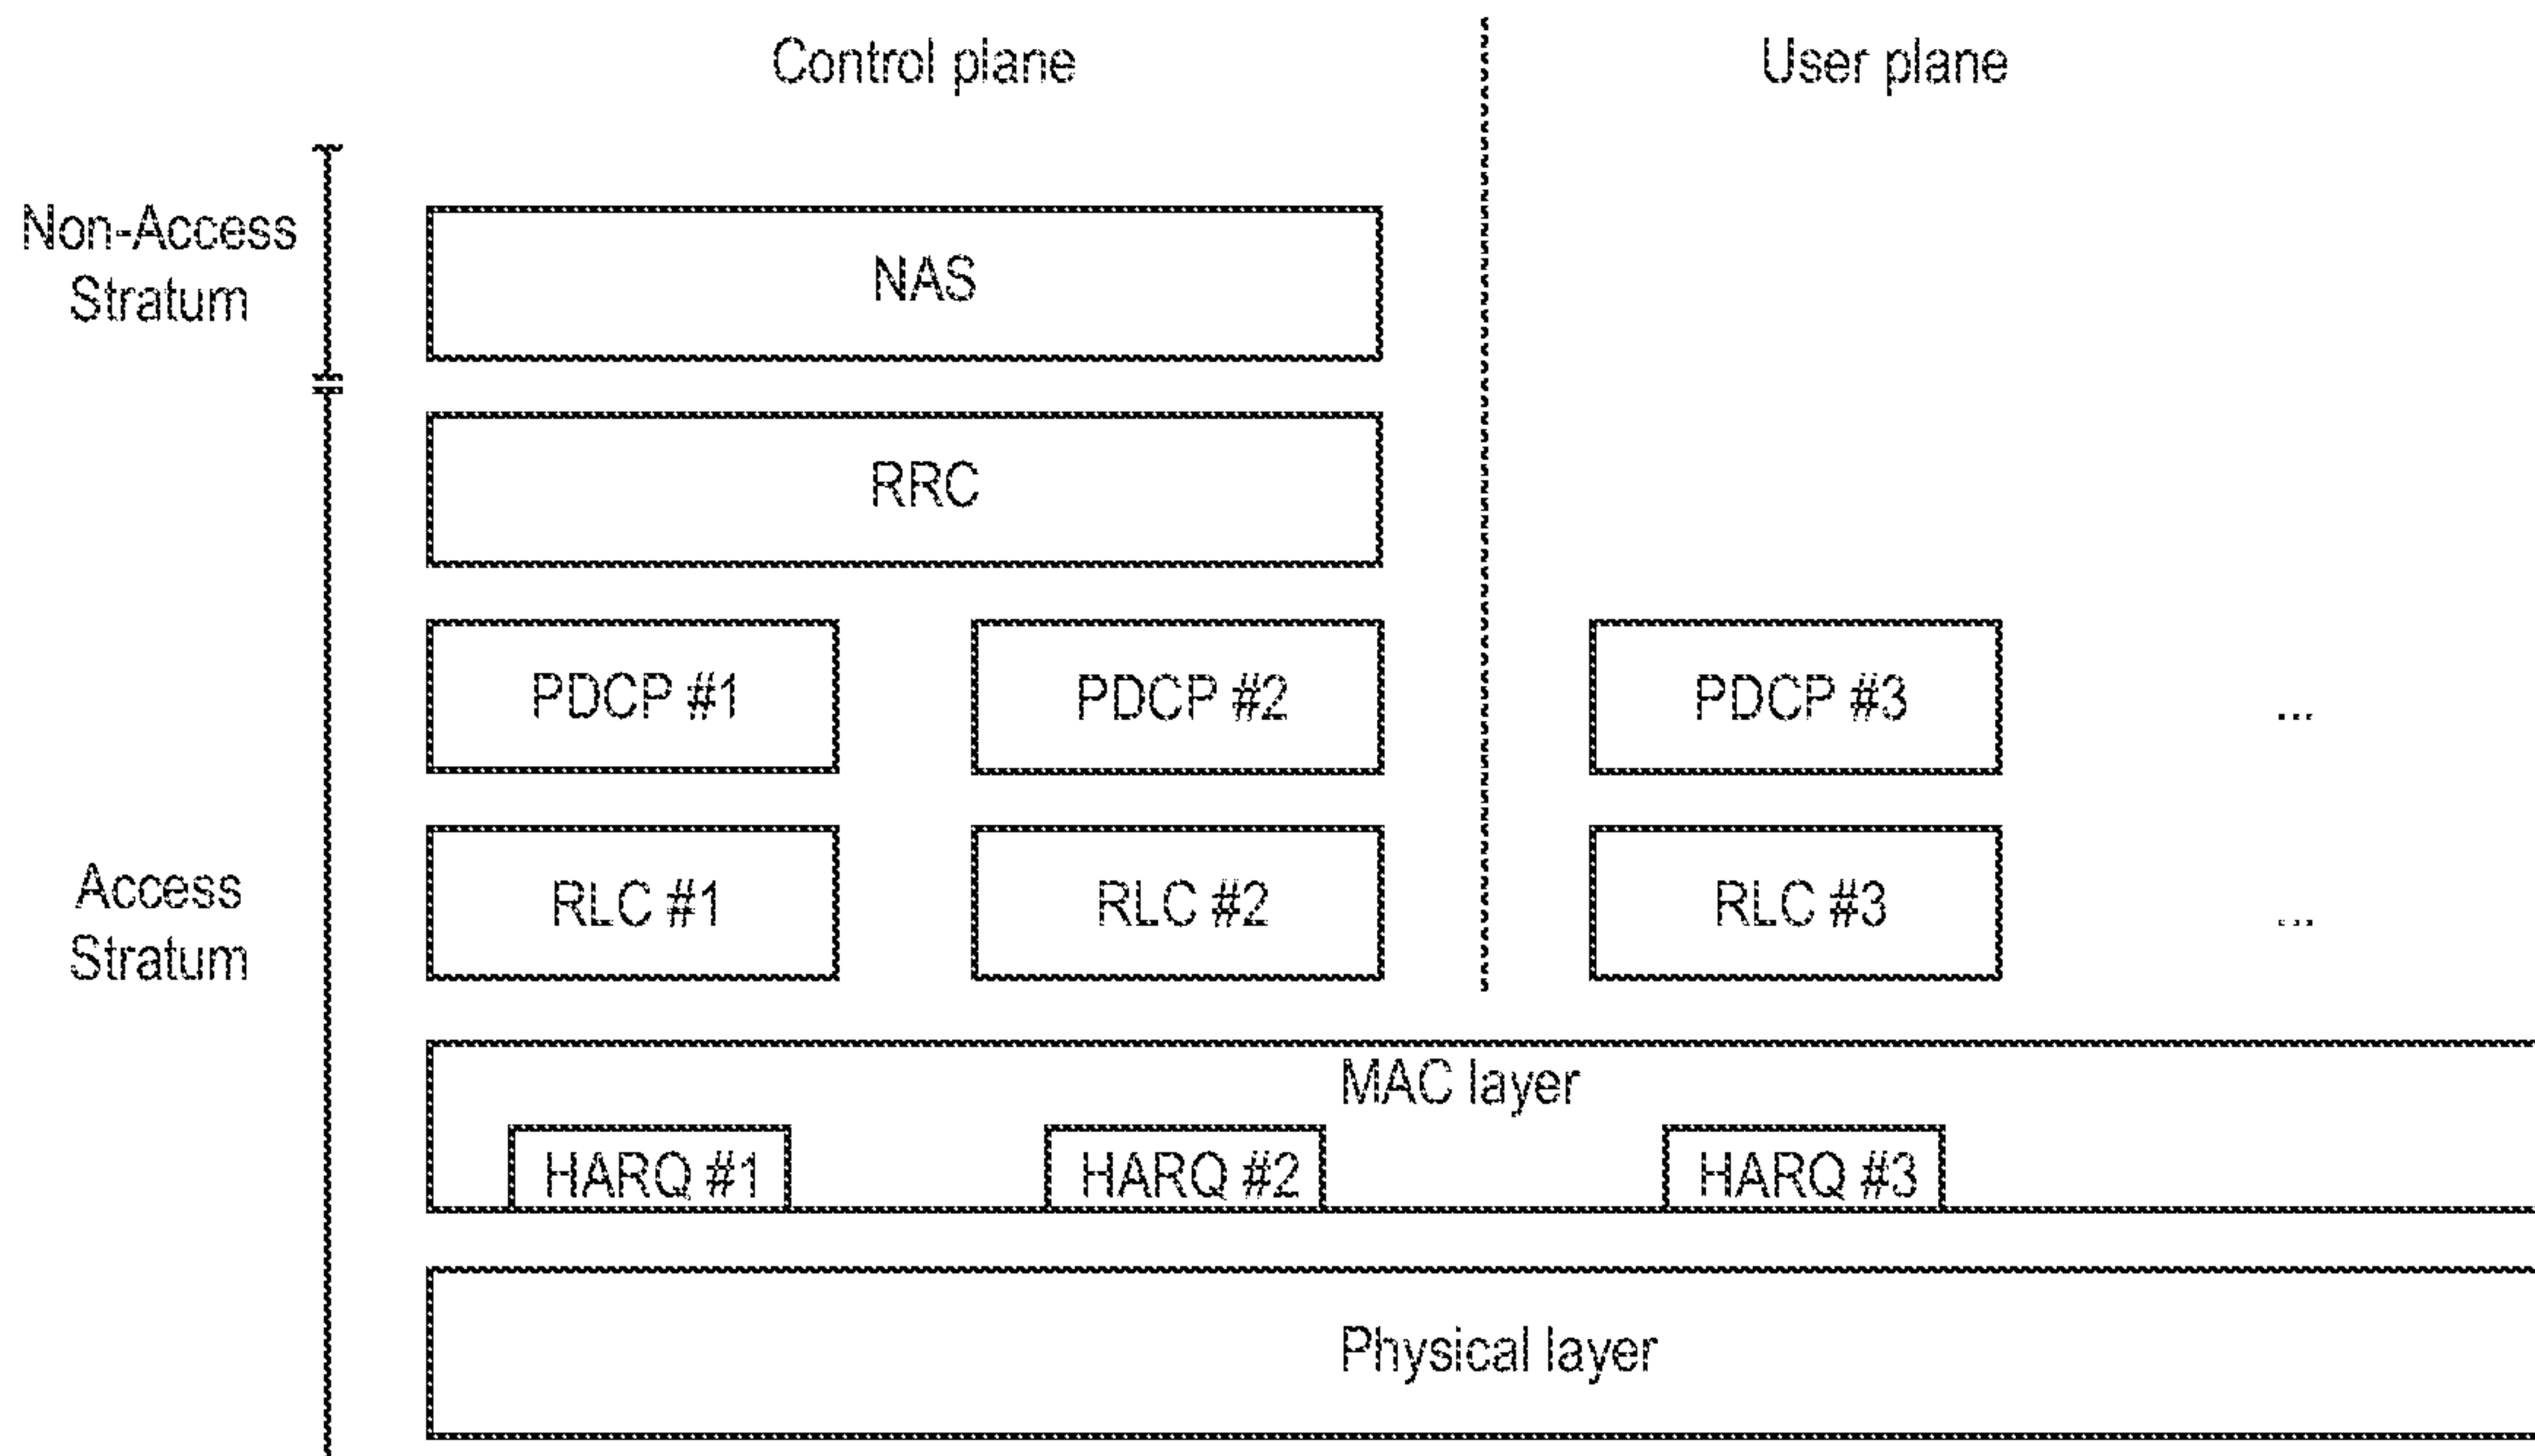 Control plane
User plane
Non-Access
Stratum
NAS
RRC
PDCP #1
PDCP #2
PDCP #3
...
Access
Stratum
RLC #1
RLC #2
RLC #3
...
MAC layer
HARQ #1
HARQ #2
HARQ #3
Physical layer